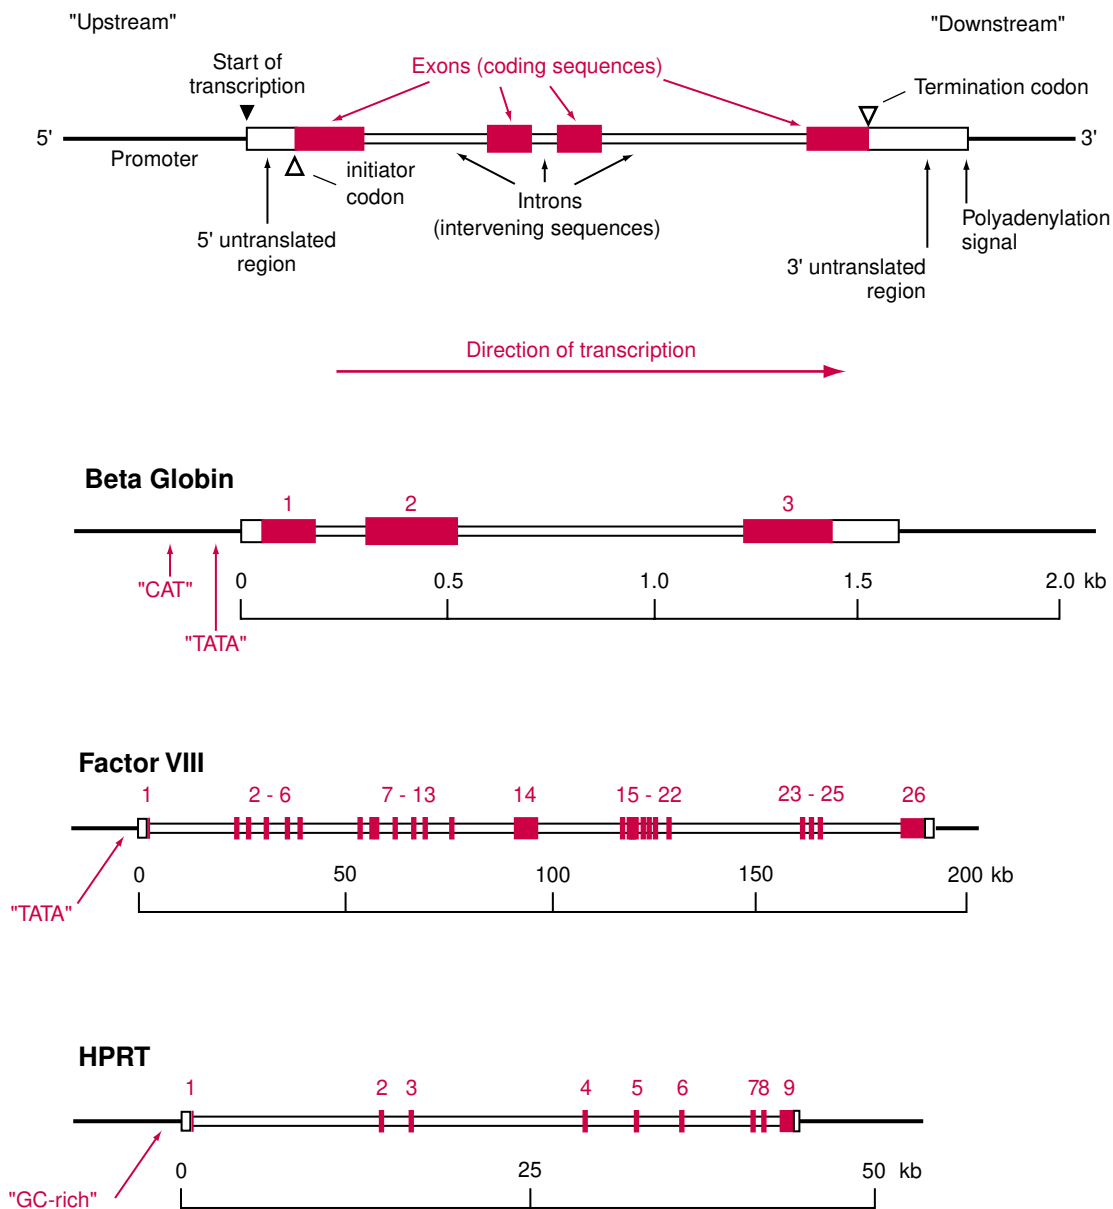 "Upstream"
"Downstream"
Start of
transcription
Exons (coding sequences)
Termination codon
5'
3'
Promoter
initiator
codon
Introns
(intervening sequences)
5' untranslated
region
Polyadenylation
signal
3' untranslated
region
Direction of transcription
Beta Globin
1 2 3
"CAT"
"TATA"
0 0.5 1.0 1.5 2.0 kb
Factor VIII
1 2 - 6 7 - 13 14 15 - 22 23 - 25 26
"TATA"
0 50 100 150 200 kb
HPRT
1 2 3 4 5 6 7 8 9
"GC-rich"
0 25 50 kb